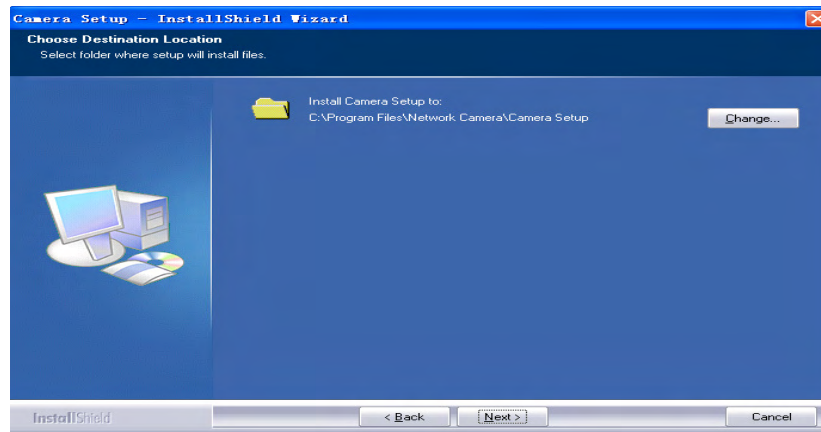 Camera Setup - InstallShield Wizard
Choose Destination Location
Select folder where setup will install files.
Install Camera Setup to:
C:\Program Files\Network Camera\Camera Setup
Change...
InstallShield
< Back
Next >
Cancel